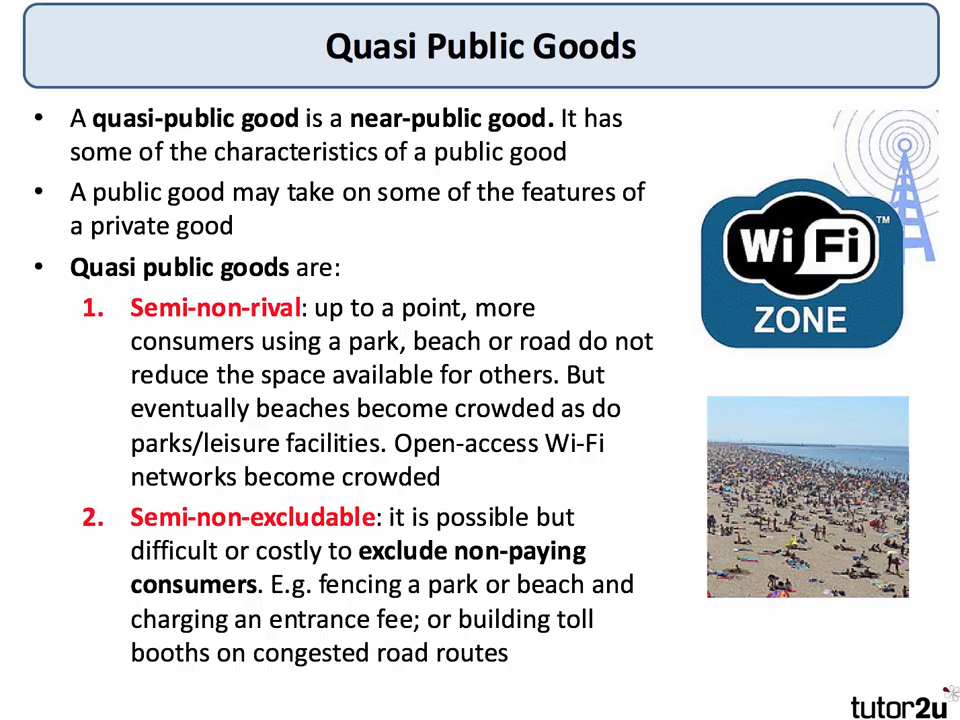 Quasi Public Goods
• A quasi-public good is a near-public good. It has
some of the characteristics of a public good
• A public good may take on some of the features of
a private good
• Quasi public goods are:
1. Semi-non-rival: up to a point, more
consumers using a park, beach or road do not
reduce the space available for others. But
eventually beaches become crowded as do
parks/leisure facilities. Open-access Wi-Fi
networks become crowded
2. Semi-non-excludable: it is possible but
difficult or costly to exclude non-paying
consumers. E.g. fencing a park or beach and
charging an entrance fee; or building toll
booths on congested road routes
Wi Fi TM
ZONE
tutor2u